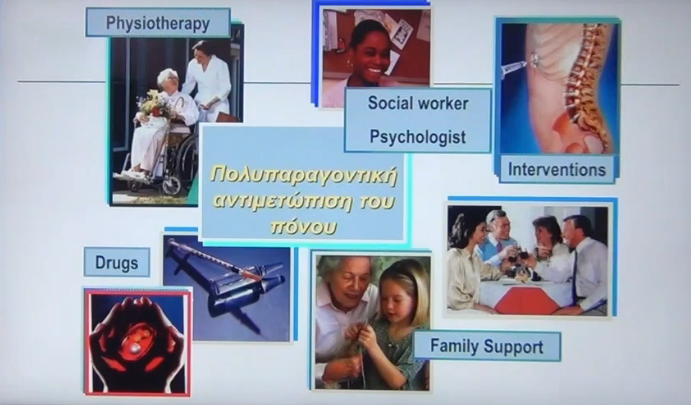 Physiotherapy
Social worker
Psychologist
Interventions
Πολυπαραγοντική
αντιμετώπιση του
πόνου
Drugs
Family Support